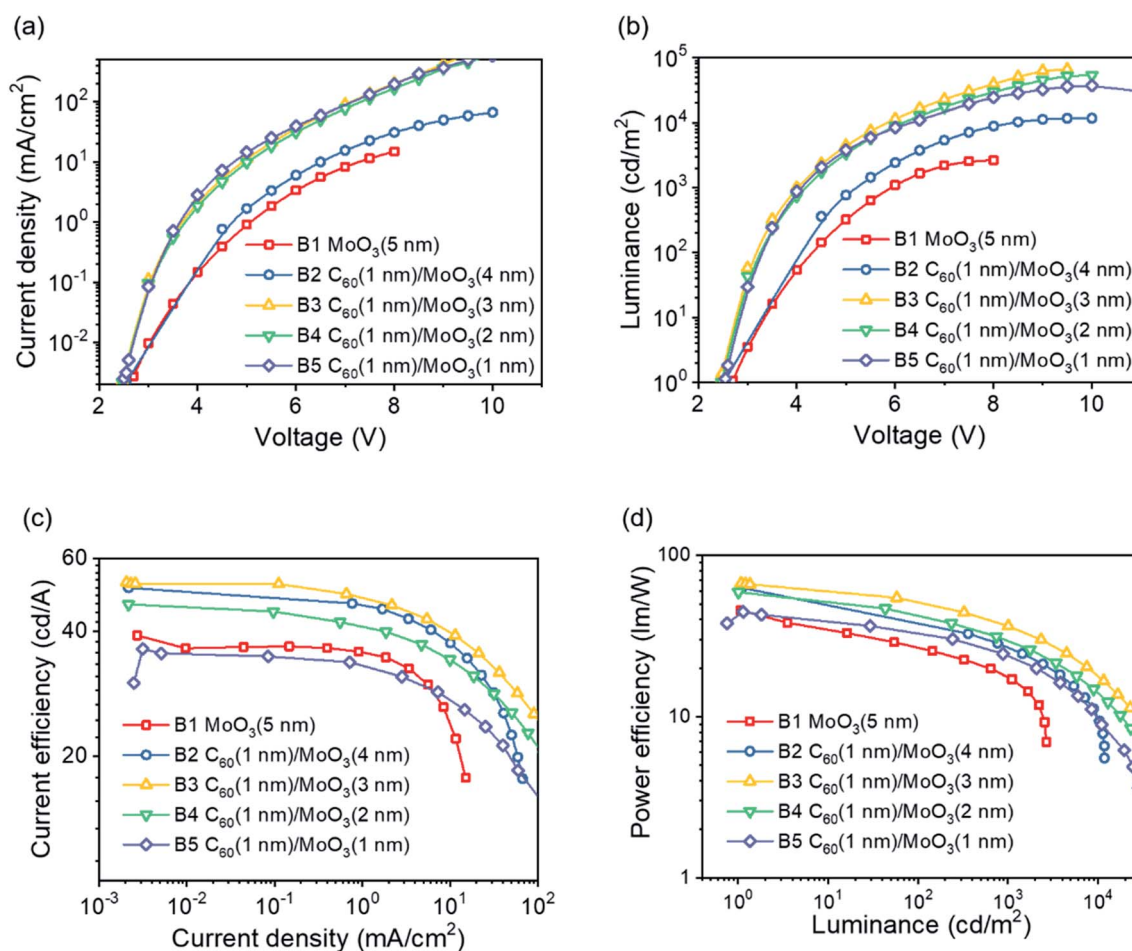 (a)
Current density (mA/cm²)
10²
10¹
10⁰
10⁻¹
10⁻²
2 4 6 8 10
Voltage (V)
B1 MoO₃(5 nm)
B2 C₆₀(1 nm)/MoO₃(4 nm)
B3 C₆₀(1 nm)/MoO₃(3 nm)
B4 C₆₀(1 nm)/MoO₃(2 nm)
B5 C₆₀(1 nm)/MoO₃(1 nm)
(b)
Luminance (cd/m²)
10⁵
10⁴
10³
10²
10¹
10⁰
2 4 6 8 10
Voltage (V)
B1 MoO₃(5 nm)
B2 C₆₀(1 nm)/MoO₃(4 nm)
B3 C₆₀(1 nm)/MoO₃(3 nm)
B4 C₆₀(1 nm)/MoO₃(2 nm)
B5 C₆₀(1 nm)/MoO₃(1 nm)
(c)
Current efficiency (cd/A)
60
40
20
10⁻³ 10⁻² 10⁻¹ 10⁰ 10¹ 10²
Current density (mA/cm²)
B1 MoO₃(5 nm)
B2 C₆₀(1 nm)/MoO₃(4 nm)
B3 C₆₀(1 nm)/MoO₃(3 nm)
B4 C₆₀(1 nm)/MoO₃(2 nm)
B5 C₆₀(1 nm)/MoO₃(1 nm)
(d)
Power efficiency (lm/W)
100
10
1
10⁰ 10¹ 10² 10³ 10⁴
Luminance (cd/m²)
B1 MoO₃(5 nm)
B2 C₆₀(1 nm)/MoO₃(4 nm)
B3 C₆₀(1 nm)/MoO₃(3 nm)
B4 C₆₀(1 nm)/MoO₃(2 nm)
B5 C₆₀(1 nm)/MoO₃(1 nm)